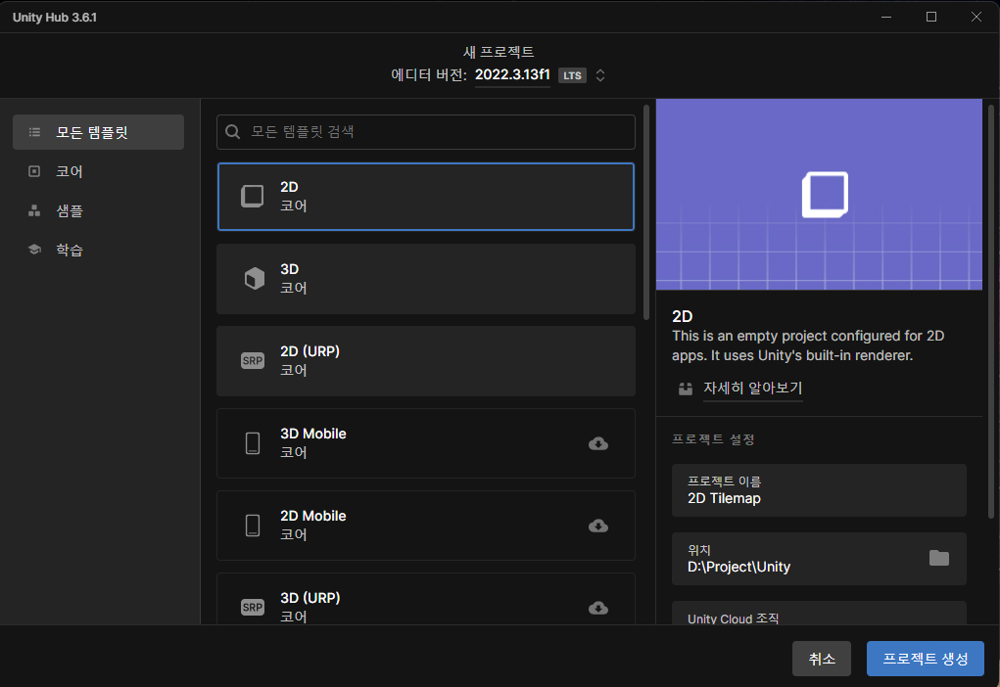 Unity Hub 3.6.1
새 프로젝트
에디터 버전: 2022.3.13f1 LTS
모든 템플릿
코어
샘플
학습
모든 템플릿 검색
2D
코어
3D
코어
SRP
2D (URP)
코어
3D Mobile
코어
2D Mobile
코어
SRP
3D (URP)
코어
2D
This is an empty project configured for 2D
apps. It uses Unity's built-in renderer.
자세히 알아보기
프로젝트 설정
프로젝트 이름
2D Tilemap
위치
D:\Project\Unity
Unity Cloud 조직
취소
프로젝트 생성